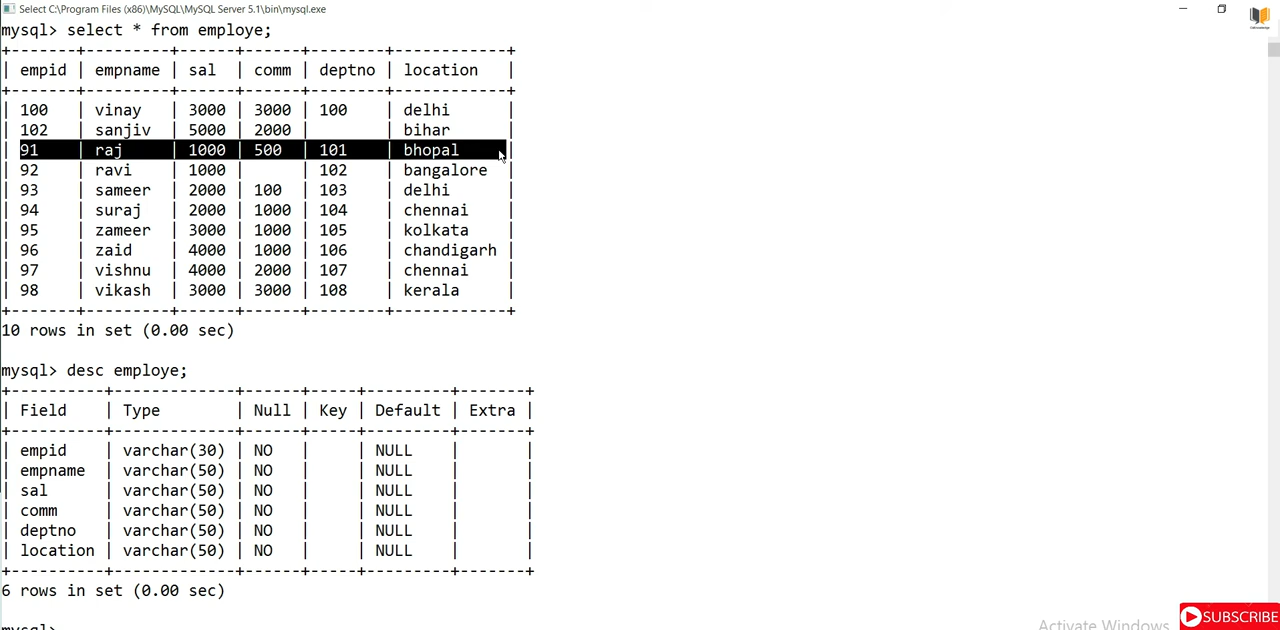 Select C:\Program Files (x86)\MySQL\MySQL Server 5.1\bin\mysql.exe
mysql> select * from employe;
+-------+----------+------+------+--------+------------+
| empid | empname | sal | comm | deptno | location |
+-------+----------+------+------+--------+------------+
| 100 | vinay | 3000 | 3000 | 100 | delhi |
| 102 | sanjiv | 5000 | 2000 | | bihar |
| 91 | raj | 1000 | 500 | 101 | bhopal |
| 92 | ravi | 1000 | | 102 | bangalore |
| 93 | sameer | 2000 | 100 | 103 | delhi |
| 94 | suraj | 2000 | 1000 | 104 | chennai |
| 95 | zameer | 3000 | 1000 | 105 | kolkata |
| 96 | zaid | 4000 | 1000 | 106 | chandigarh |
| 97 | vishnu | 4000 | 2000 | 107 | chennai |
| 98 | vikash | 3000 | 3000 | 108 | kerala |
+-------+----------+------+------+--------+------------+
10 rows in set (0.00 sec)
mysql> desc employe;
+----------+-------------+------+-----+---------+-------+
| Field | Type | Null | Key | Default | Extra |
+----------+-------------+------+-----+---------+-------+
| empid | varchar(30) | NO | | NULL | |
| empname | varchar(50) | NO | | NULL | |
| sal | varchar(50) | NO | | NULL | |
| comm | varchar(50) | NO | | NULL | |
| deptno | varchar(50) | NO | | NULL | |
| location | varchar(50) | NO | | NULL | |
+----------+-------------+------+-----+---------+-------+
6 rows in set (0.00 sec)
mysql>
Activate Windows
SUBSCRIBE